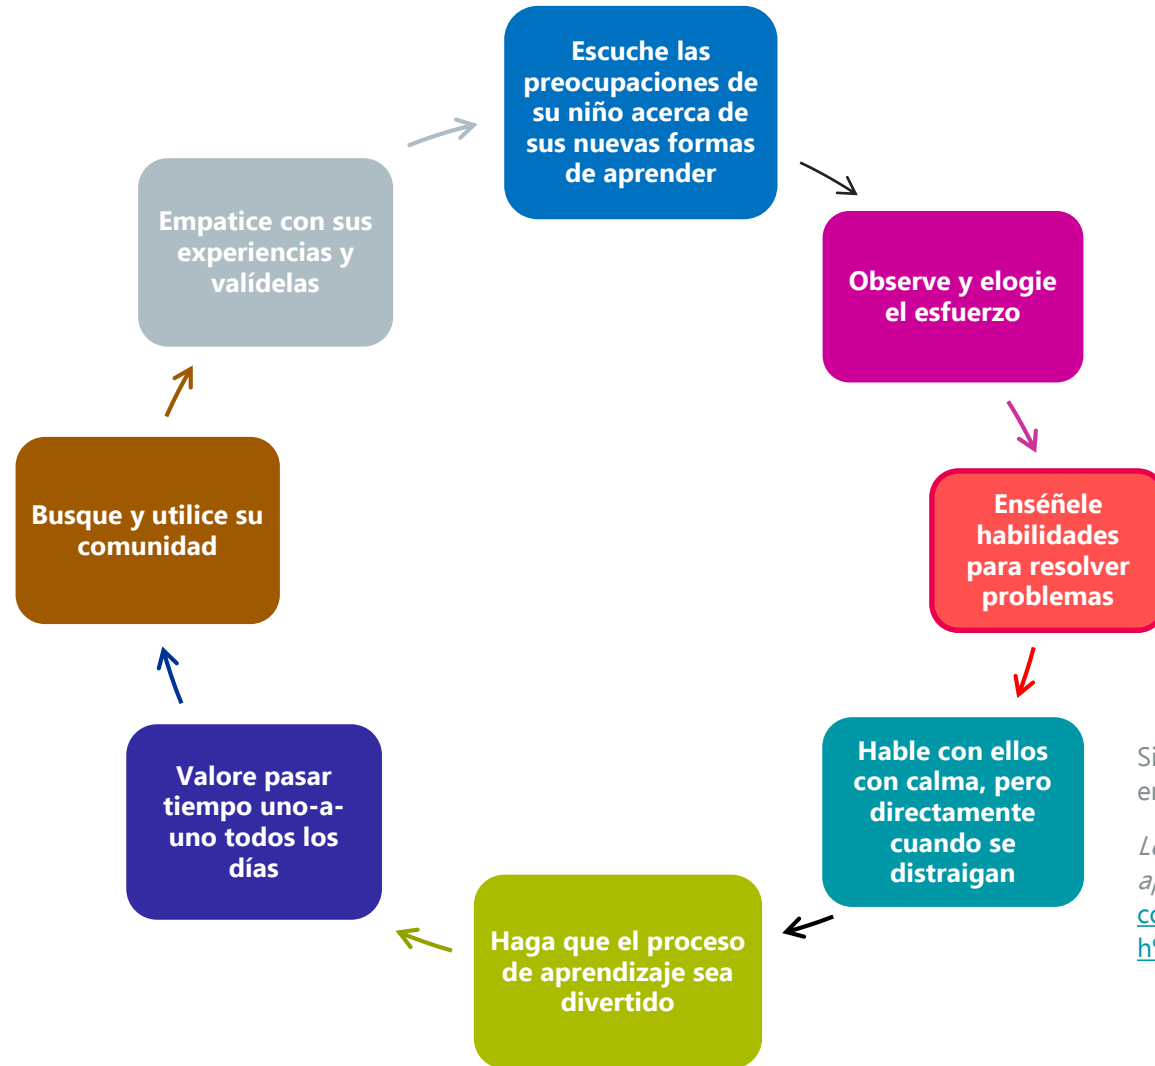 Escuche las
preocupaciones de
su niño acerca de
sus nuevas formas
de aprender
Observe y elogie
el esfuerzo
Enséñele
habilidades
para resolver
problemas
Hable con ellos
con calma, pero
directamente
cuando se
distraigan
Haga que el proceso
de aprendizaje sea
divertido
Valore pasar
tiempo uno-a-
uno todos los
días
Busque y utilice su
comunidad
Empatice con sus
experiencias y
valídelas